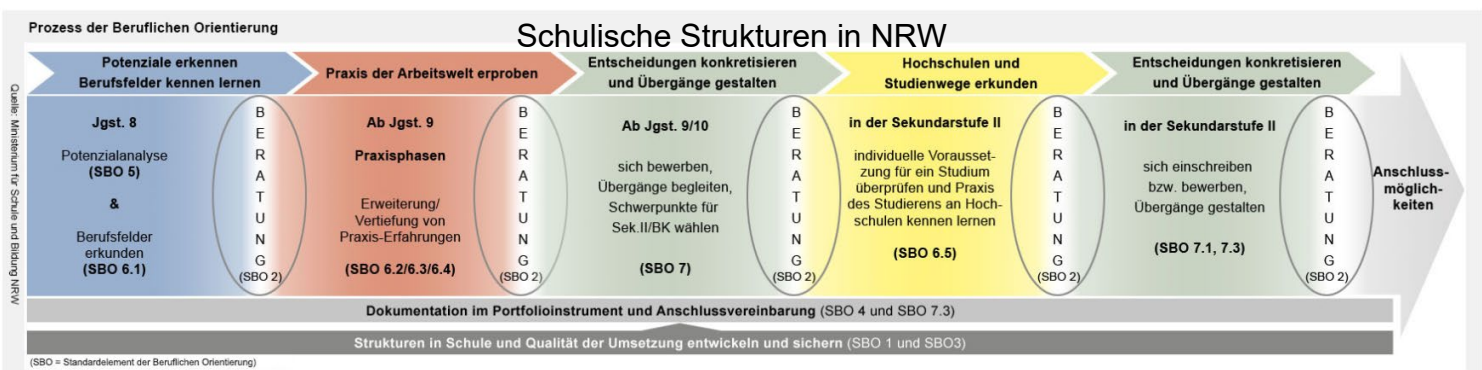 Prozess der Beruflichen Orientierung
Schulische Strukturen in NRW
Quelle: Ministerium für Schule und Bildung NRW
Potenziale erkennen
Berufsfelder kennen lernen
Jgst. 8
Potenzialanalyse
(SBO 5)
&
Berufsfelder
erkunden
(SBO 6.1)
BERATUNG
(SBO 2)
Praxis der Arbeitswelt erproben
Ab Jgst. 9
Praxisphasen
Erweiterung/
Vertiefung von
Praxis-Erfahrungen
(SBO 6.2/6.3/6.4)
BERATUNG
(SBO 2)
Entscheidungen konkretisieren
und Übergänge gestalten
Ab Jgst. 9/10
sich bewerben,
Übergänge begleiten,
Schwerpunkte für
Sek.II/BK wählen
(SBO 7)
BERATUNG
(SBO 2)
Hochschulen und
Studienwege erkunden
in der Sekundarstufe II
individuelle Vorausset-
zung für ein Studium
überprüfen und Praxis
des Studierens an Hoch-
schulen kennen lernen
(SBO 6.5)
BERATUNG
(SBO 2)
Entscheidungen konkretisieren
und Übergänge gestalten
in der Sekundarstufe II
sich einschreiben
bzw. bewerben,
Übergänge gestalten
(SBO 7.1, 7.3)
BERATUNG
(SBO 2)
Anschluss-
möglich-
keiten
Dokumentation im Portfolioinstrument und Anschlussvereinbarung (SBO 4 und SBO 7.3)
Strukturen in Schule und Qualität der Umsetzung entwickeln und sichern (SBO 1 und SBO3)
(SBO = Standardelement der Beruflichen Orientierung)